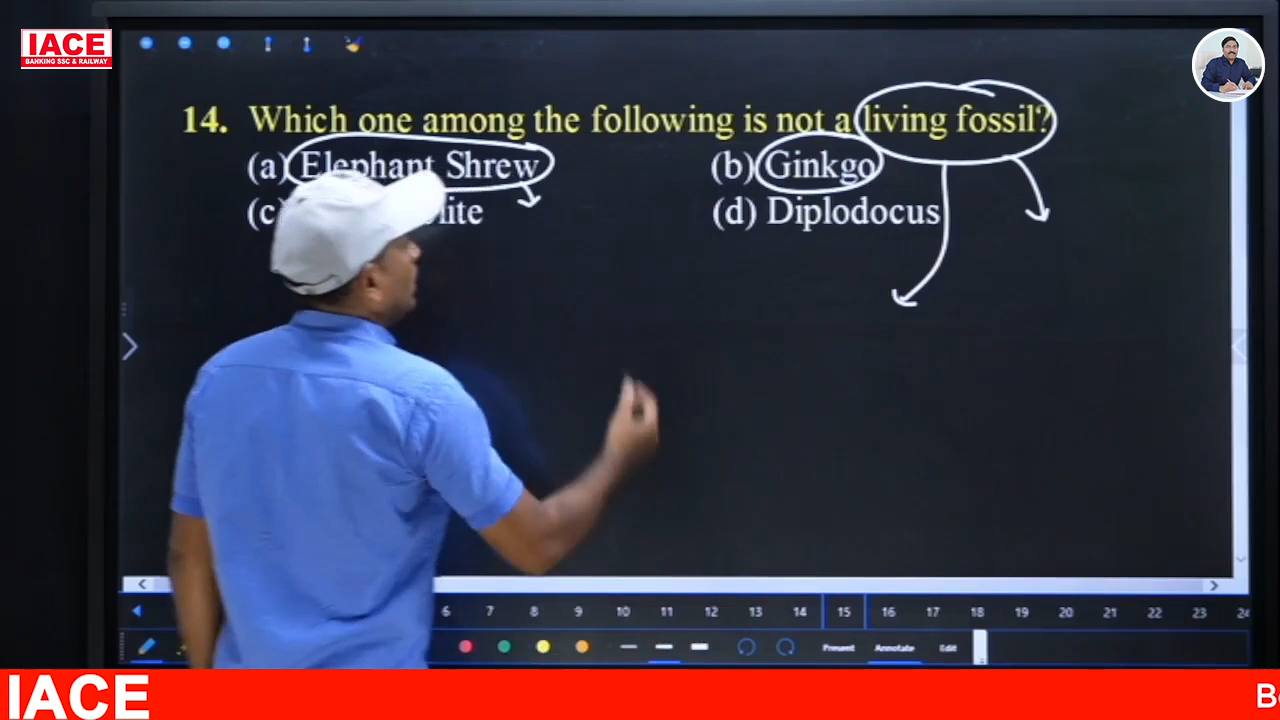 IACE
BANKING SSC & RAILWAY
14. Which one among the following is not a living fossil?
(a) Elephant Shrew (b) Ginkgo
(c) lite (d) Diplodocus
6 7 8 9 10 11 12 13 14 15 16 17 18 19 20 21 22 23 24
Present Annotate Edit
IACE